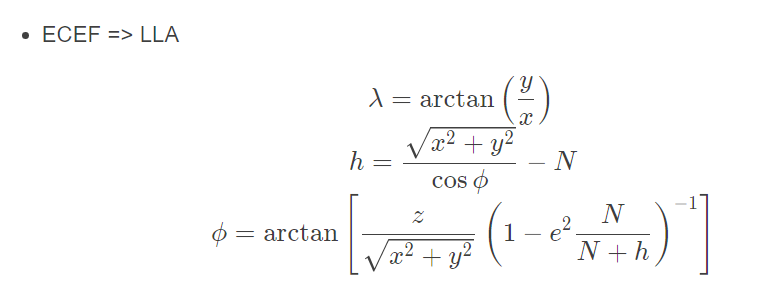 • ECEF => LLA
λ = arctan (y/x)
h = √(x² + y²)/cos ϕ − N
ϕ = arctan [z/√(x² + y²) (1 − e² N/(N + h))⁻¹]